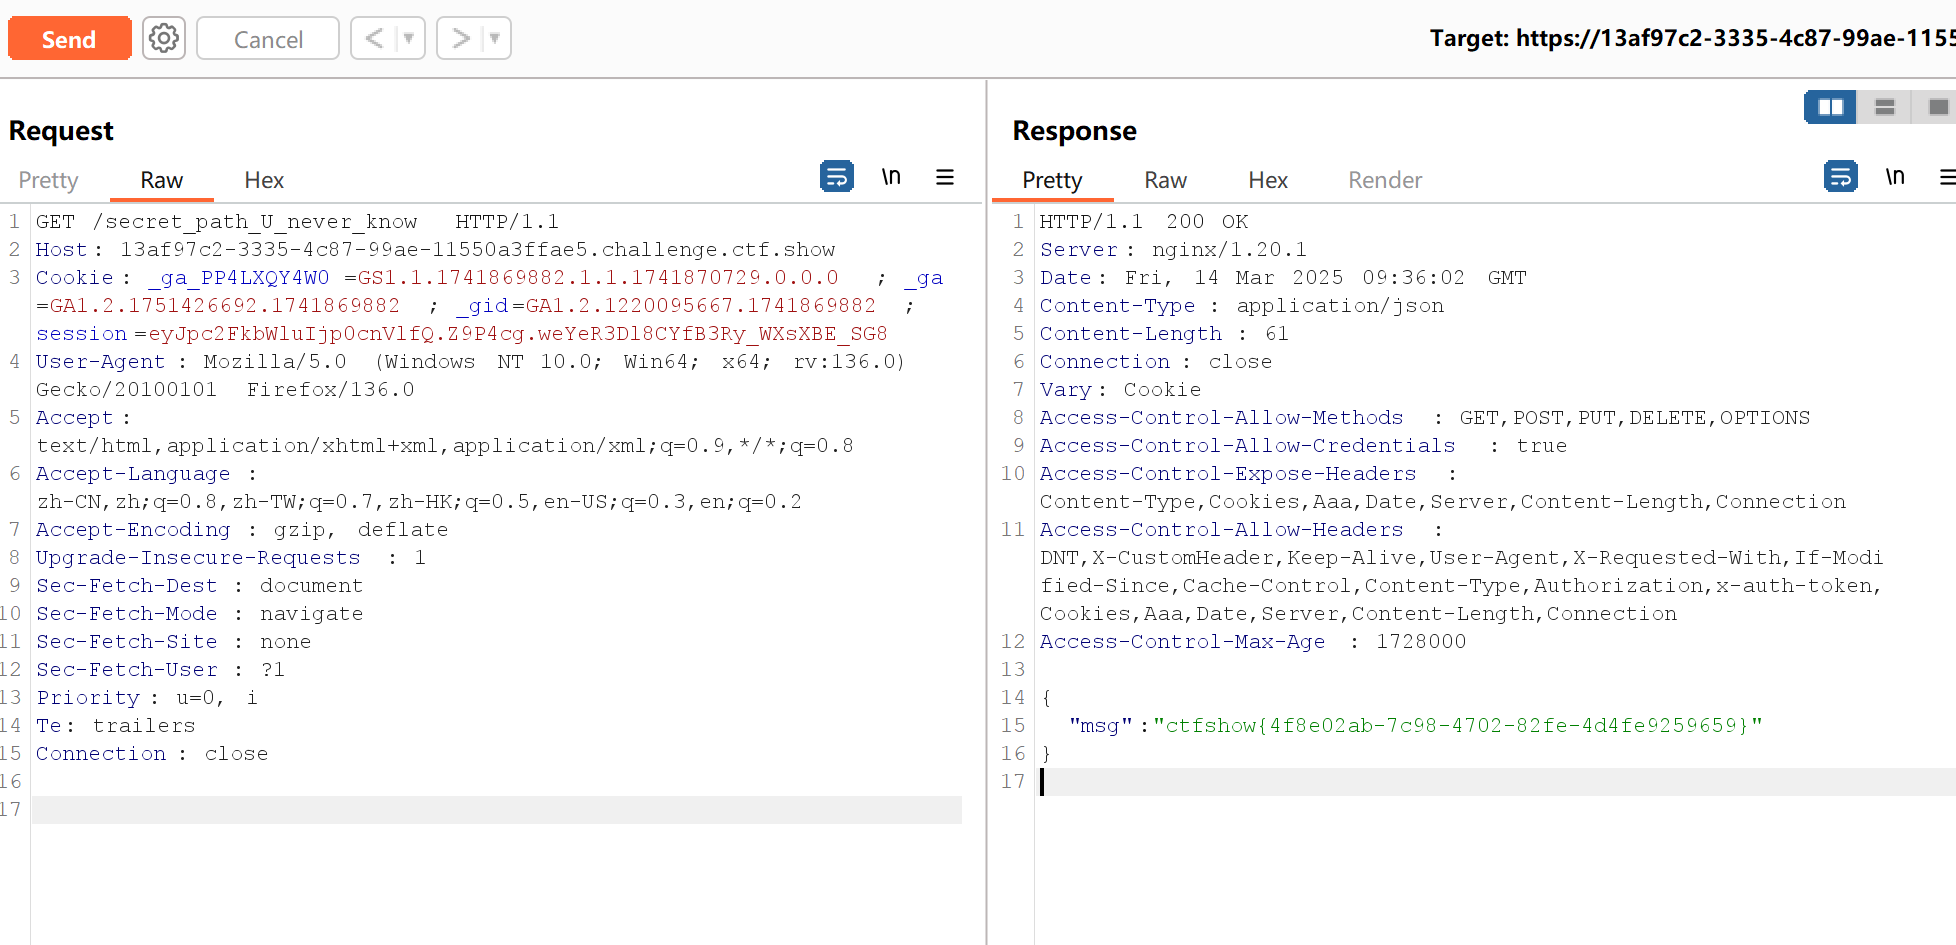 Send
Cancel
<
>
Target: https://13af97c2-3335-4c87-99ae-1155
Request
Pretty Raw Hex
\n
1 GET /secret_path_U_never_know HTTP/1.1
2 Host: 13af97c2-3335-4c87-99ae-11550a3ffae5.challenge.ctf.show
3 Cookie: _ga_PP4LXQY4W0=GS1.1.1741869882.1.1.1741870729.0.0.0 ; _ga
=GA1.2.1751426692.1741869882 ; _gid=GA1.2.1220095667.1741869882 ;
session=eyJpc2FkbWluIjp0cnVlfQ.Z9P4cg.weYeR3Dl8CYfB3Ry_WXsXBE_SG8
4 User-Agent: Mozilla/5.0 (Windows NT 10.0; Win64; x64; rv:136.0)
Gecko/20100101 Firefox/136.0
5 Accept:
text/html,application/xhtml+xml,application/xml;q=0.9,*/*;q=0.8
6 Accept-Language:
zh-CN,zh;q=0.8,zh-TW;q=0.7,zh-HK;q=0.5,en-US;q=0.3,en;q=0.2
7 Accept-Encoding: gzip, deflate
8 Upgrade-Insecure-Requests: 1
9 Sec-Fetch-Dest: document
10 Sec-Fetch-Mode: navigate
11 Sec-Fetch-Site: none
12 Sec-Fetch-User: ?1
13 Priority: u=0, i
14 Te: trailers
15 Connection: close
16
17
Response
Pretty Raw Hex Render
\n
1 HTTP/1.1 200 OK
2 Server: nginx/1.20.1
3 Date: Fri, 14 Mar 2025 09:36:02 GMT
4 Content-Type: application/json
5 Content-Length: 61
6 Connection: close
7 Vary: Cookie
8 Access-Control-Allow-Methods: GET,POST,PUT,DELETE,OPTIONS
9 Access-Control-Allow-Credentials: true
10 Access-Control-Expose-Headers:
Content-Type,Cookies,Aaa,Date,Server,Content-Length,Connection
11 Access-Control-Allow-Headers:
DNT,X-CustomHeader,Keep-Alive,User-Agent,X-Requested-With,If-Modi
fied-Since,Cache-Control,Content-Type,Authorization,x-auth-token,
Cookies,Aaa,Date,Server,Content-Length,Connection
12 Access-Control-Max-Age: 1728000
13
14 {
15 "msg":"ctfshow{4f8e02ab-7c98-4702-82fe-4d4fe9259659}"
16 }
17